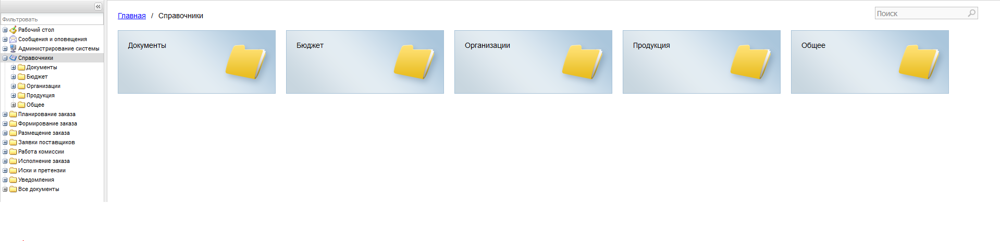 Фильтровать
Рабочий стол
Сообщения и оповещения
Администрирование системы
Справочники
Документы
Бюджет
Организации
Продукция
Общее
Планирование заказа
Формирование заказа
Размещение заказа
Заявки поставщиков
Работа комиссии
Исполнение заказа
Иски и претензии
Уведомления
Все документы
Главная / Справочники
Поиск
Документы
Бюджет
Организации
Продукция
Общее